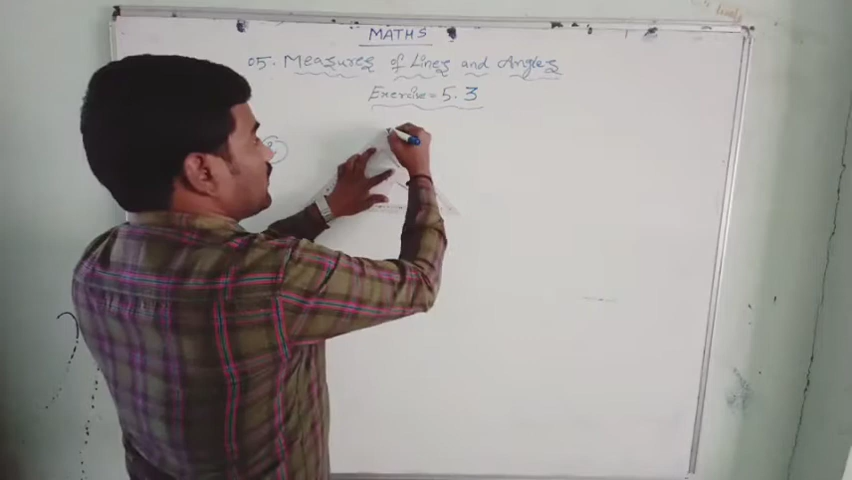 MATHS
05. Measures of Lines and Angles
Exercise = 5.3